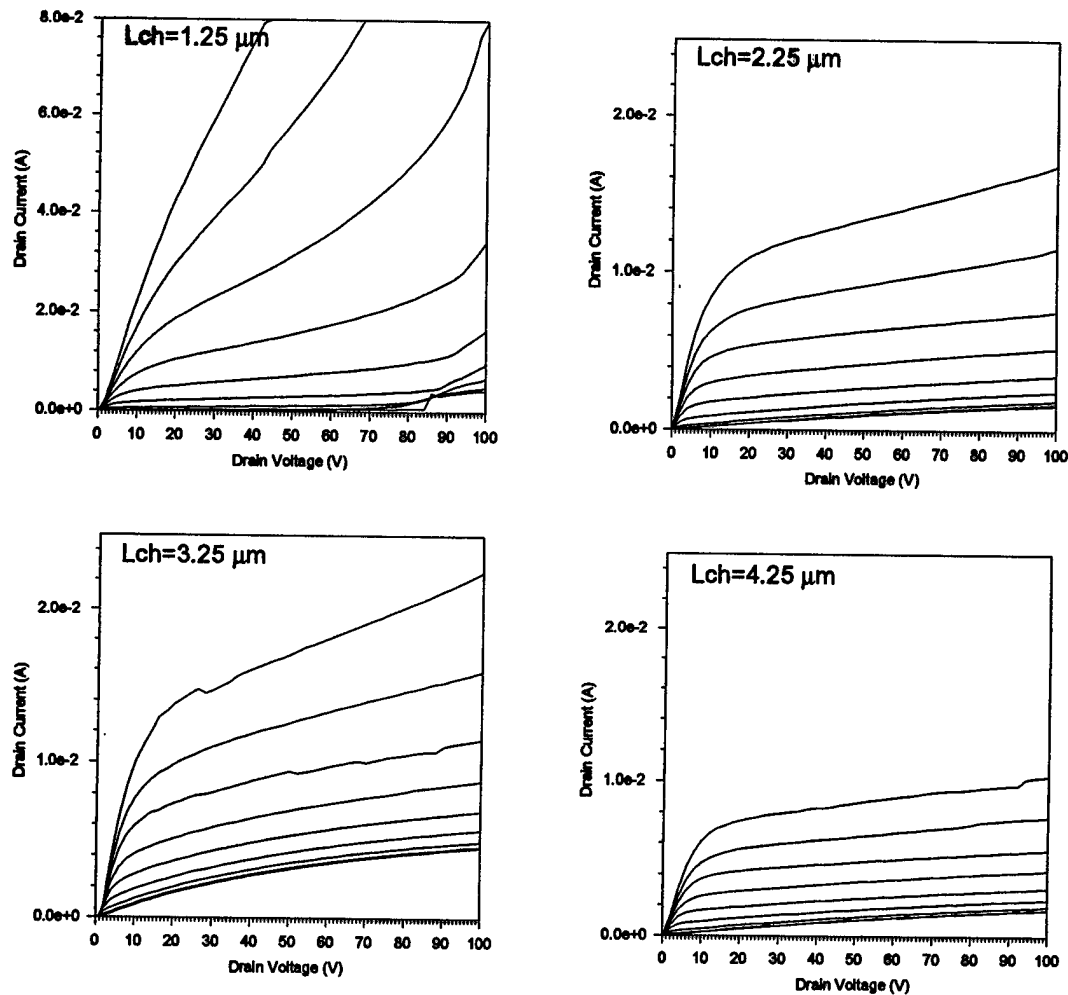 Lch=1.25 μm
8.0e-2
6.0e-2
4.0e-2
2.0e-2
0.0e+0
Drain Current (A)
0 10 20 30 40 50 60 70 80 90 100
Drain Voltage (V)
Lch=2.25 μm
2.0e-2
1.0e-2
0.0e+0
Drain Current (A)
0 10 20 30 40 50 60 70 80 90 100
Drain Voltage (V)
Lch=3.25 μm
2.0e-2
1.0e-2
0.0e+0
Drain Current (A)
0 10 20 30 40 50 60 70 80 90 100
Drain Voltage (V)
Lch=4.25 μm
2.0e-2
1.0e-2
0.0e+0
Drain Current (A)
0 10 20 30 40 50 60 70 80 90 100
Drain Voltage (V)